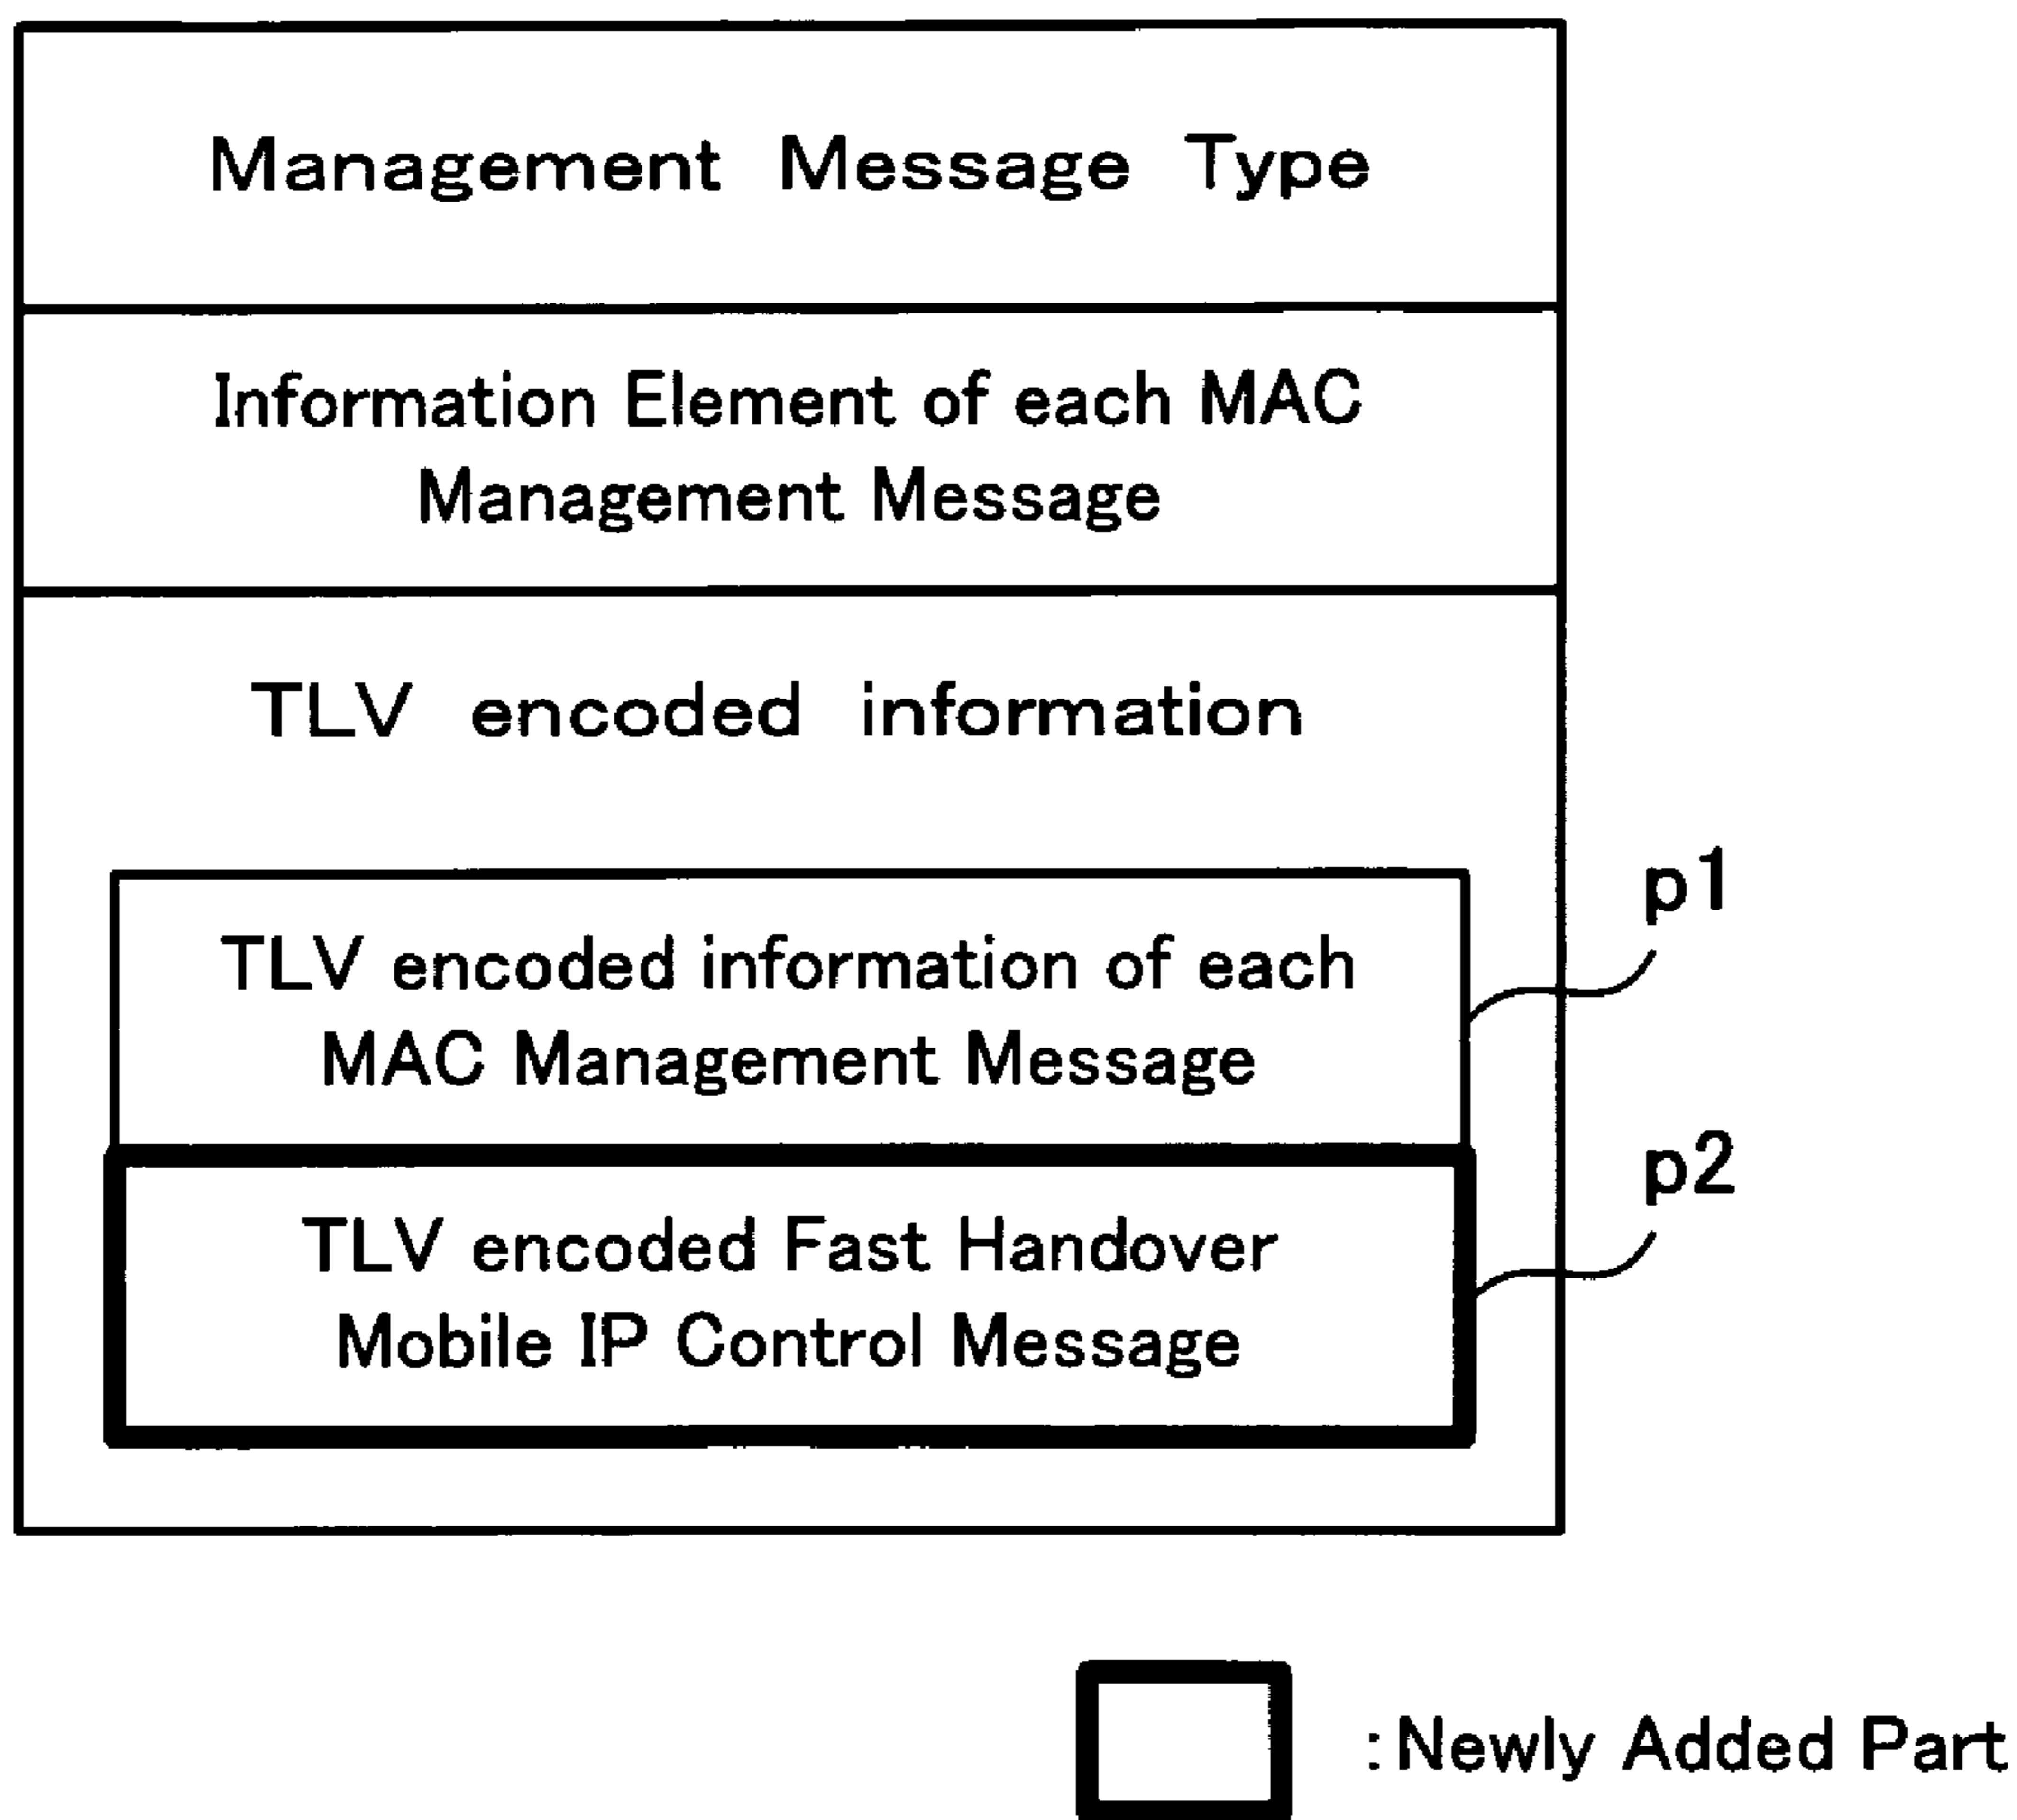 Management Message Type
Information Element of each MAC
Management Message
TLV encoded information
TLV encoded information of each
MAC Management Message
p1
TLV encoded Fast Handover
Mobile IP Control Message
p2
:Newly Added Part